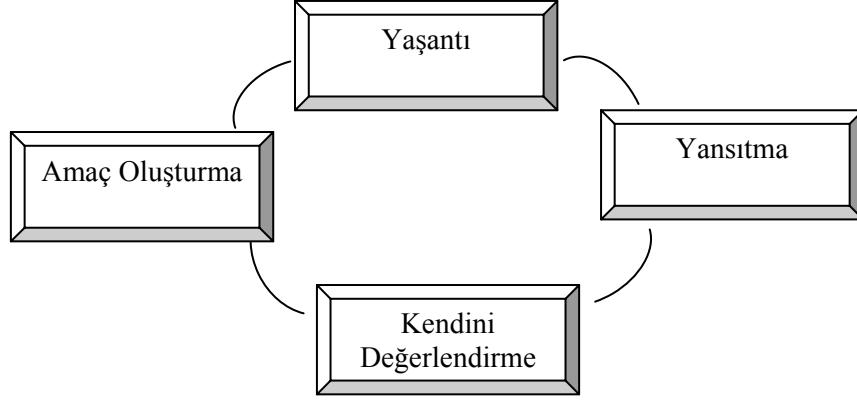 Yaşantı
Yansıtma
Amaç Oluşturma
Kendini
Değerlendirme